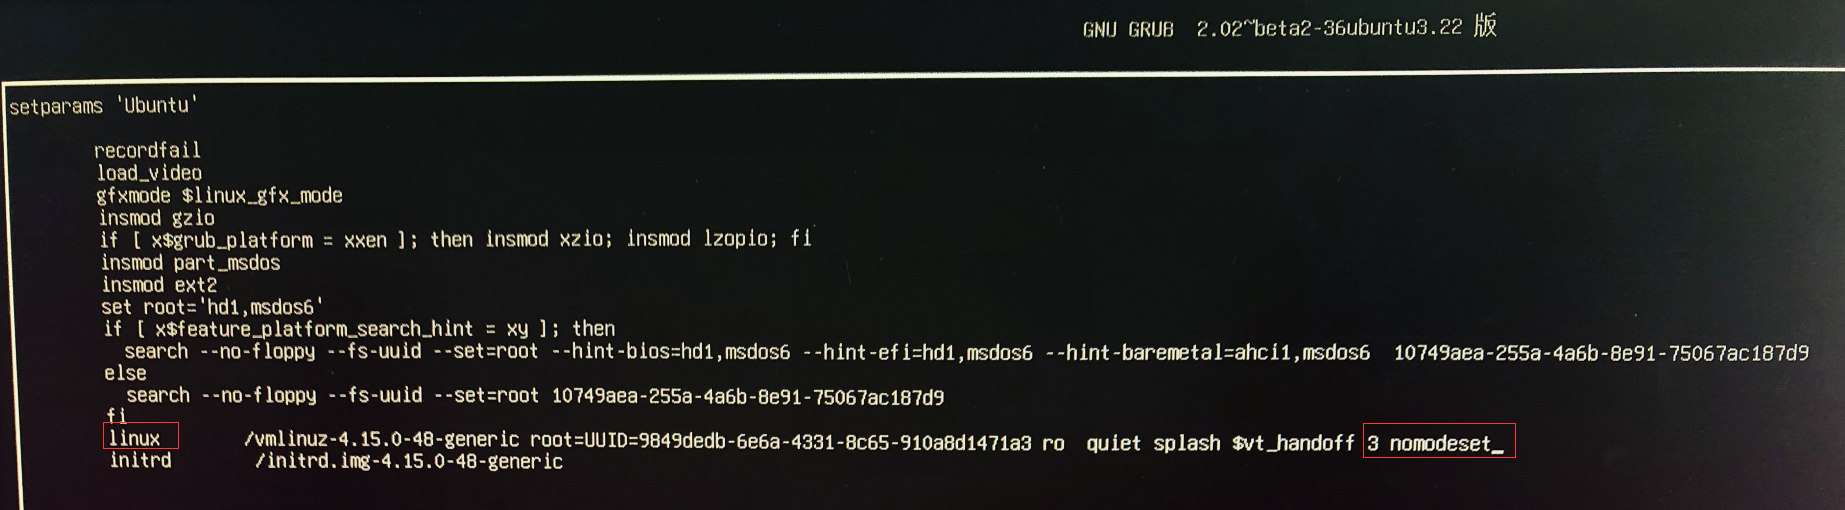 GNU GRUB  2.02~beta2-36ubuntu3.22 版
setparams 'Ubuntu'
recordfail
load_video
gfxmode $linux_gfx_mode
insmod gzio
if [ x$grub_platform = xxen ]; then insmod xzio; insmod lzopio; fi
insmod part_msdos
insmod ext2
set root='hd1,msdos6'
if [ x$feature_platform_search_hint = xy ]; then
search --no-floppy --fs-uuid --set=root --hint-bios=hd1,msdos6 --hint-efi=hd1,msdos6 --hint-baremetal=ahci1,msdos6  10749aea-255a-4a6b-8e91-75067ac187d9
else
search --no-floppy --fs-uuid --set=root 10749aea-255a-4a6b-8e91-75067ac187d9
fi
linux /vmlinuz-4.15.0-48-generic root=UUID=9849dedb-6e6a-4331-8c65-910a8d1471a3 ro  quiet splash $vt_handoff 3 nomodeset_
initrd /initrd.img-4.15.0-48-generic